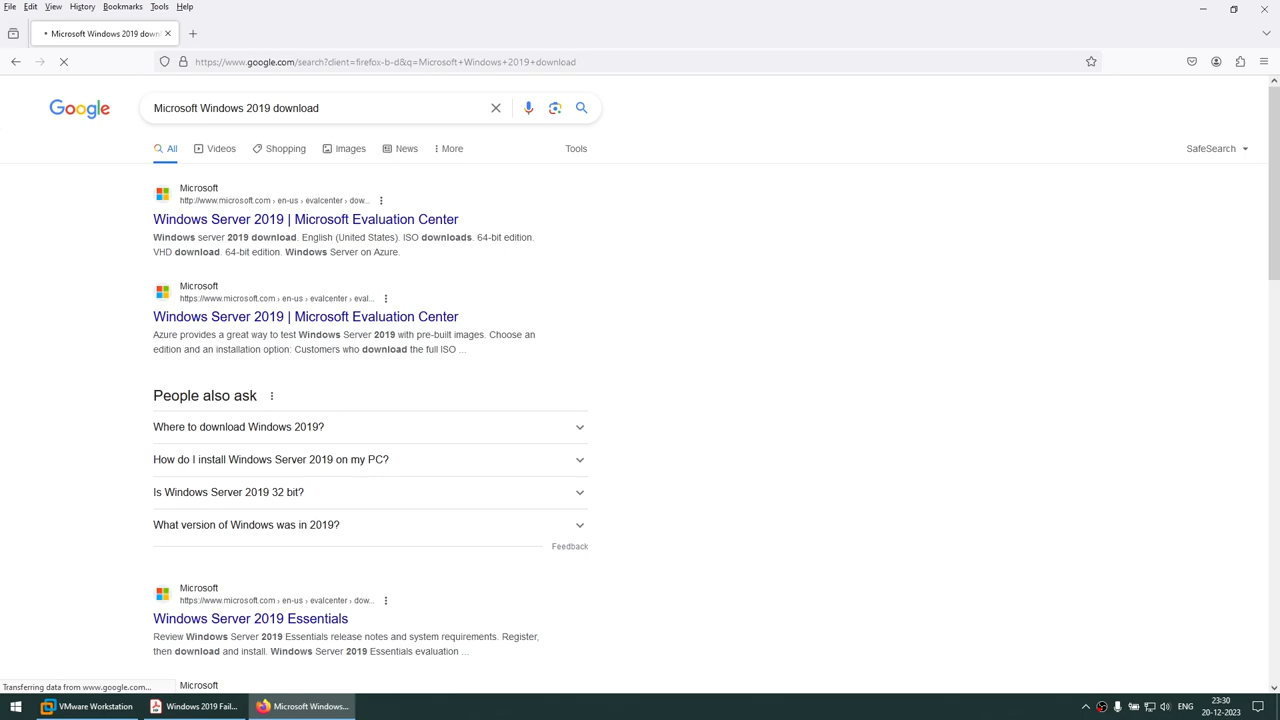 File Edit View History Bookmarks Tools Help
Microsoft Windows 2019 down
https://www.google.com/search?client=firefox-b-d&q=Microsoft+Windows+2019+download
Google
Microsoft Windows 2019 download
All Videos Shopping Images News More Tools SafeSearch
Microsoft
http://www.microsoft.com › en-us › evalcenter › dow...
Windows Server 2019 | Microsoft Evaluation Center
Windows server 2019 download. English (United States). ISO downloads. 64-bit edition.
VHD download. 64-bit edition. Windows Server on Azure.
Microsoft
https://www.microsoft.com › en-us › evalcenter › eval...
Windows Server 2019 | Microsoft Evaluation Center
Azure provides a great way to test Windows Server 2019 with pre-built images. Choose an
edition and an installation option: Customers who download the full ISO ...
People also ask
Where to download Windows 2019?
How do I install Windows Server 2019 on my PC?
Is Windows Server 2019 32 bit?
What version of Windows was in 2019?
Feedback
Microsoft
https://www.microsoft.com › en-us › evalcenter › dow...
Windows Server 2019 Essentials
Review Windows Server 2019 Essentials release notes and system requirements. Register,
then download and install. Windows Server 2019 Essentials evaluation ...
Microsoft
Transferring data from www.google.com...
VMware Workstation Windows 2019 Fail... Microsoft Windows... ENG 23:30
20-12-2023